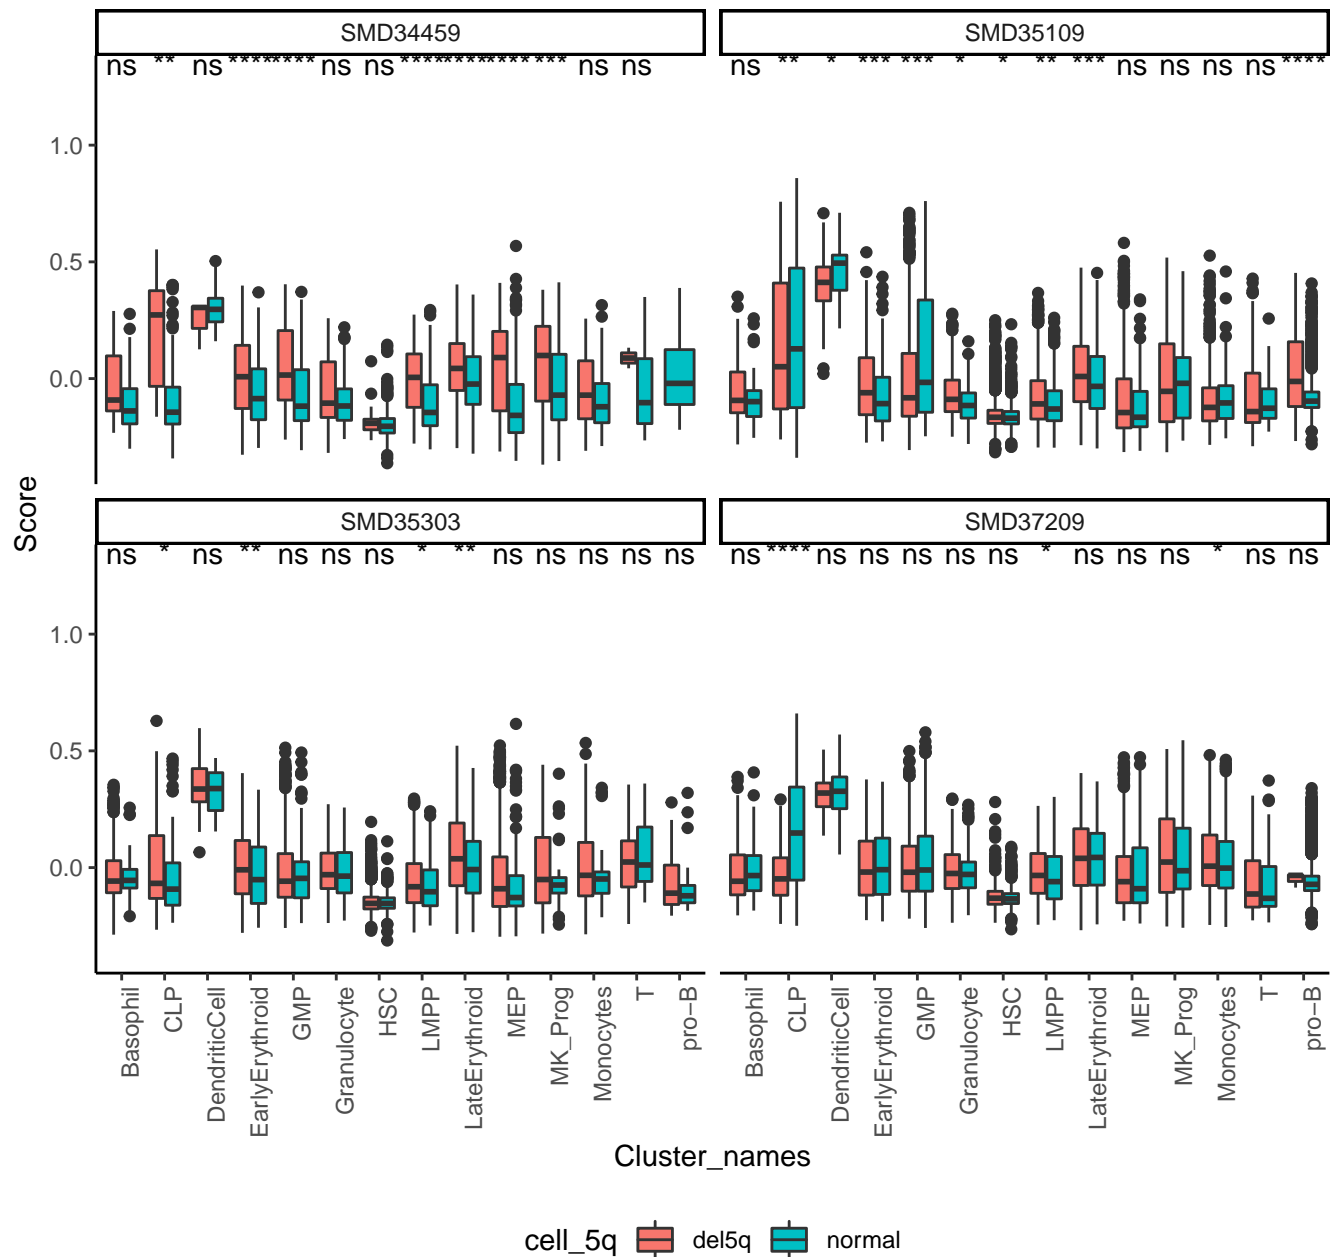 SMD34459 SMD35109
ns ** ns **** **** ns ns **** **** **** *** ns ns ns ** * *** *** * * ** *** ns ns ns ns ****
1.0
0.5
0.0
SMD35303 SMD37209
ns * ns ** ns ns ns * ** ns ns ns ns ns ns **** ns ns ns ns ns * ns ns ns * ns ns
1.0
0.5
0.0
Score
Basophil CLP DendriticCell EarlyErythroid GMP Granulocyte HSC LMPP LateErythroid MEP MK_Prog Monocytes T pro−B Basophil CLP DendriticCell EarlyErythroid GMP Granulocyte HSC LMPP LateErythroid MEP MK_Prog Monocytes T pro−B
Cluster_names
cell_5q del5q normal